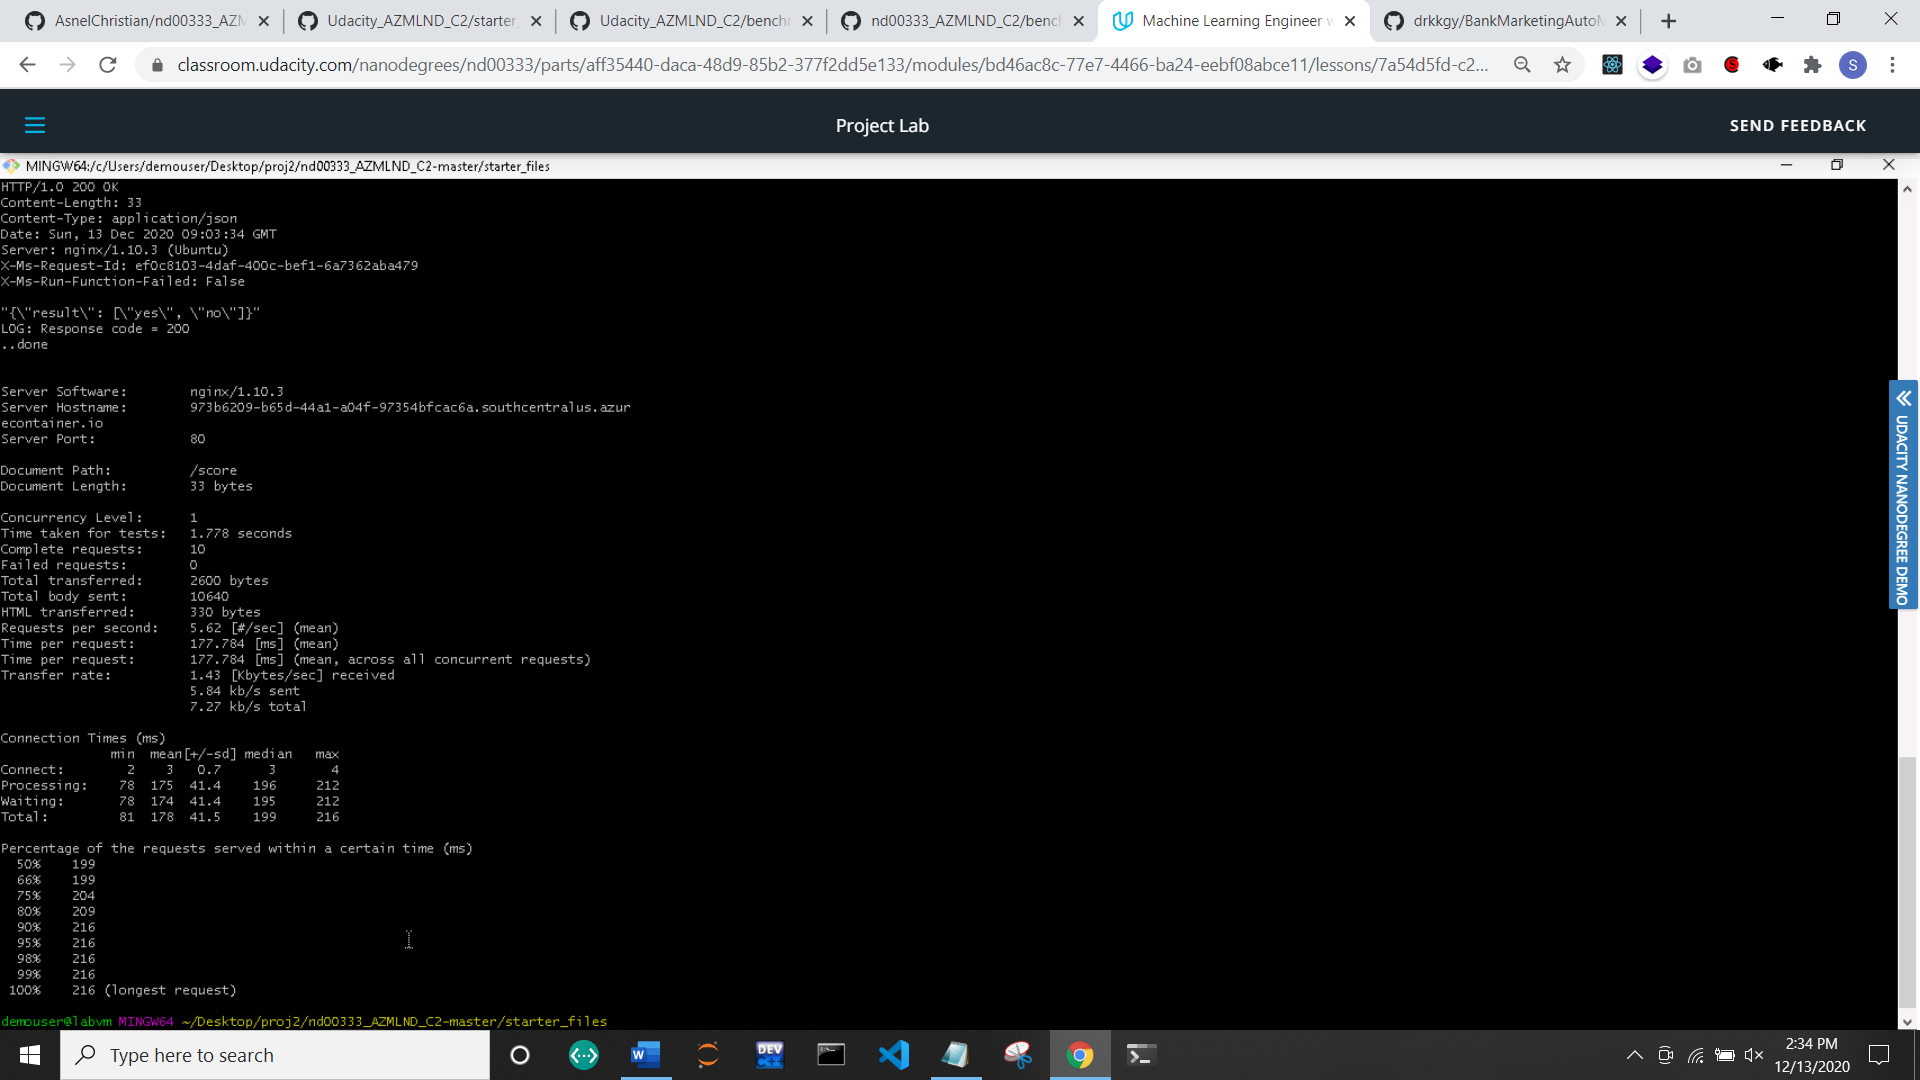 AsnelChristian/nd00333_AZM
Udacity_AZMLND_C2/starter_
Udacity_AZMLND_C2/benchm
nd00333_AZMLND_C2/bench
Machine Learning Engineer w
drkkgy/BankMarketingAutoM
classroom.udacity.com/nanodegrees/nd00333/parts/aff35440-daca-48d9-85b2-377f2dd5e133/modules/bd46ac8c-77e7-4466-ba24-eebf08abce11/lessons/7a54d5fd-c2...
S
Project Lab
SEND FEEDBACK
MINGW64:/c/Users/demouser/Desktop/proj2/nd00333_AZMLND_C2-master/starter_files
HTTP/1.0 200 OK
Content-Length: 33
Content-Type: application/json
Date: Sun, 13 Dec 2020 09:03:34 GMT
Server: nginx/1.10.3 (Ubuntu)
X-Ms-Request-Id: ef0c8103-4daf-400c-bef1-6a7362aba479
X-Ms-Run-Function-Failed: False
"{\"result\": [\"yes\", \"no\"]}"
LOG: Response code = 200
..done
Server Software: nginx/1.10.3
Server Hostname: 973b6209-b65d-44a1-a04f-97354bfcac6a.southcentralus.azur
econtainer.io
Server Port: 80
Document Path: /score
Document Length: 33 bytes
Concurrency Level: 1
Time taken for tests: 1.778 seconds
Complete requests: 10
Failed requests: 0
Total transferred: 2600 bytes
Total body sent: 10640
HTML transferred: 330 bytes
Requests per second: 5.62 [#/sec] (mean)
Time per request: 177.784 [ms] (mean)
Time per request: 177.784 [ms] (mean, across all concurrent requests)
Transfer rate: 1.43 [Kbytes/sec] received
5.84 kb/s sent
7.27 kb/s total
Connection Times (ms)
min mean[+/-sd] median max
Connect: 2 3 0.7 3 4
Processing: 78 175 41.4 196 212
Waiting: 78 174 41.4 195 212
Total: 81 178 41.5 199 216
Percentage of the requests served within a certain time (ms)
50% 199
66% 199
75% 204
80% 209
90% 216
95% 216
98% 216
99% 216
100% 216 (longest request)
demouser@labvm MINGW64 ~/Desktop/proj2/nd00333_AZMLND_C2-master/starter_files
UDACITY NANODEGREE DEMO
Type here to search
DEV
C++
2:34 PM
12/13/2020